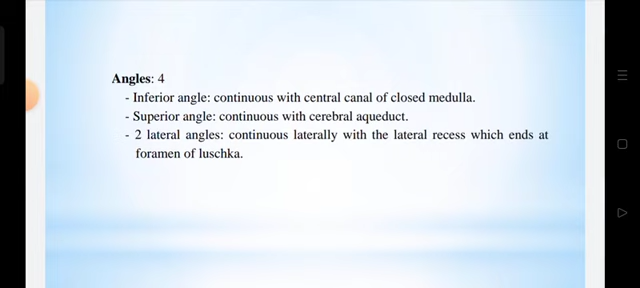 Angles: 4
- Inferior angle: continuous with central canal of closed medulla.
- Superior angle: continuous with cerebral aqueduct.
- 2 lateral angles: continuous laterally with the lateral recess which ends at
foramen of luschka.